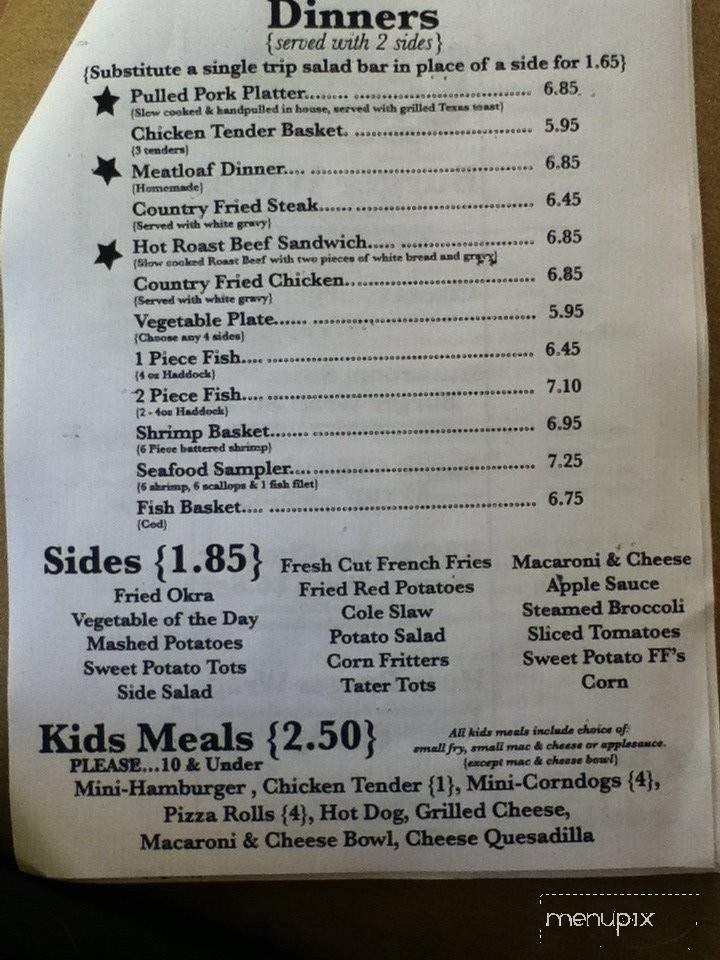 Dinners
{served with 2 sides}
{Substitute a single trip salad bar in place of a side for 1.65}
★ Pulled Pork Platter........ 6.85
{Slow cooked & handpulled in house, served with grilled Texas toast}
Chicken Tender Basket. ........ 5.95
{3 tenders}
★ Meatloaf Dinner.... ........ 6.85
{Homemade}
Country Fried Steak........ 6.45
{Served with white gravy}
★ Hot Roast Beef Sandwich..... ........ 6.85
{Slow cooked Roast Beef with two pieces of white bread and gravy}
Country Fried Chicken........ 6.85
{Served with white gravy}
Vegetable Plate...... ........ 5.95
{Choose any 4 sides}
1 Piece Fish.... ........ 6.45
{4 oz Haddock}
2 Piece Fish.... ........ 7.10
{2 - 4oz Haddock}
Shrimp Basket....... ........ 6.95
{6 Piece battered shrimp}
Seafood Sampler........ 7.25
{6 shrimp, 6 scallops & 1 fish filet}
Fish Basket.... ........ 6.75
{Cod}
Sides {1.85}
Fried Okra
Vegetable of the Day
Mashed Potatoes
Sweet Potato Tots
Side Salad
Fresh Cut French Fries
Fried Red Potatoes
Cole Slaw
Potato Salad
Corn Fritters
Tater Tots
Macaroni & Cheese
Apple Sauce
Steamed Broccoli
Sliced Tomatoes
Sweet Potato FF's
Corn
Kids Meals {2.50}
PLEASE...10 & Under
All kids meals include choice of:
small fry, small mac & cheese or applesauce.
{except mac & cheese bowl}
Mini-Hamburger , Chicken Tender {1}, Mini-Corndogs {4},
Pizza Rolls {4}, Hot Dog, Grilled Cheese,
Macaroni & Cheese Bowl, Cheese Quesadilla
menupix